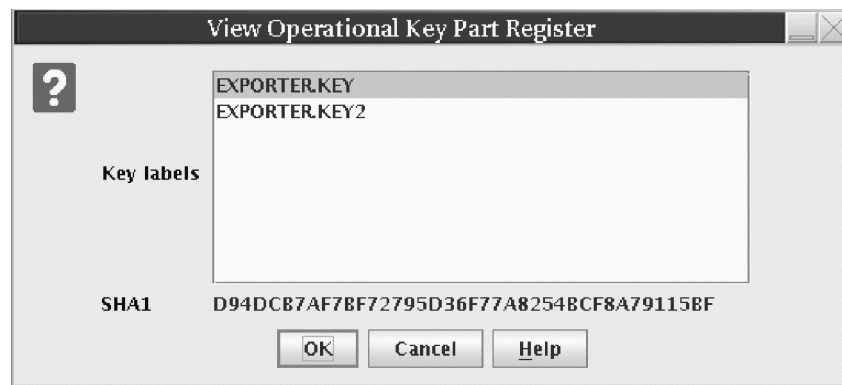 View Operational Key Part Register
?
EXPORTER.KEY
EXPORTER.KEY2
Key labels
SHA1 D94DCB7AF7BF72795D36F77A8254BCF8A79115BF
OK Cancel Help